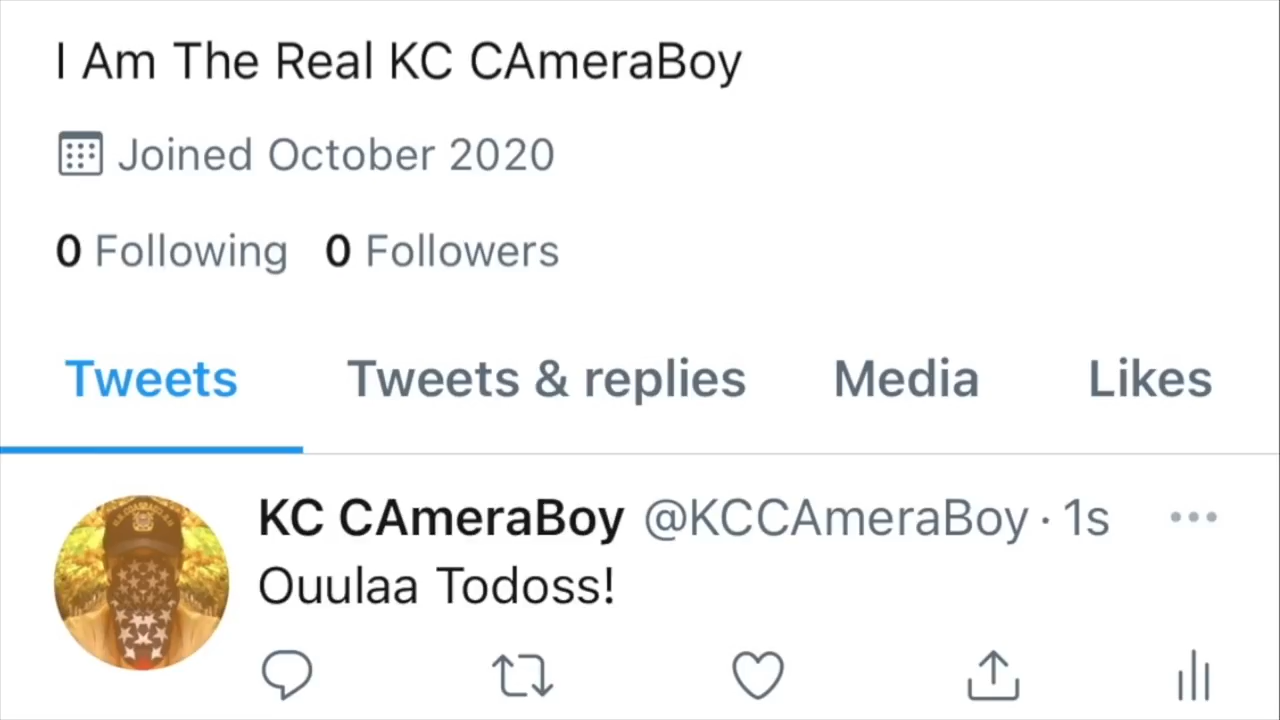 I Am The Real KC CAmeraBoy
Joined October 2020
0 Following 0 Followers
Tweets Tweets & replies Media Likes
KC CAmeraBoy @KCCAmeraBoy · 1s
Ouulaa Todoss!